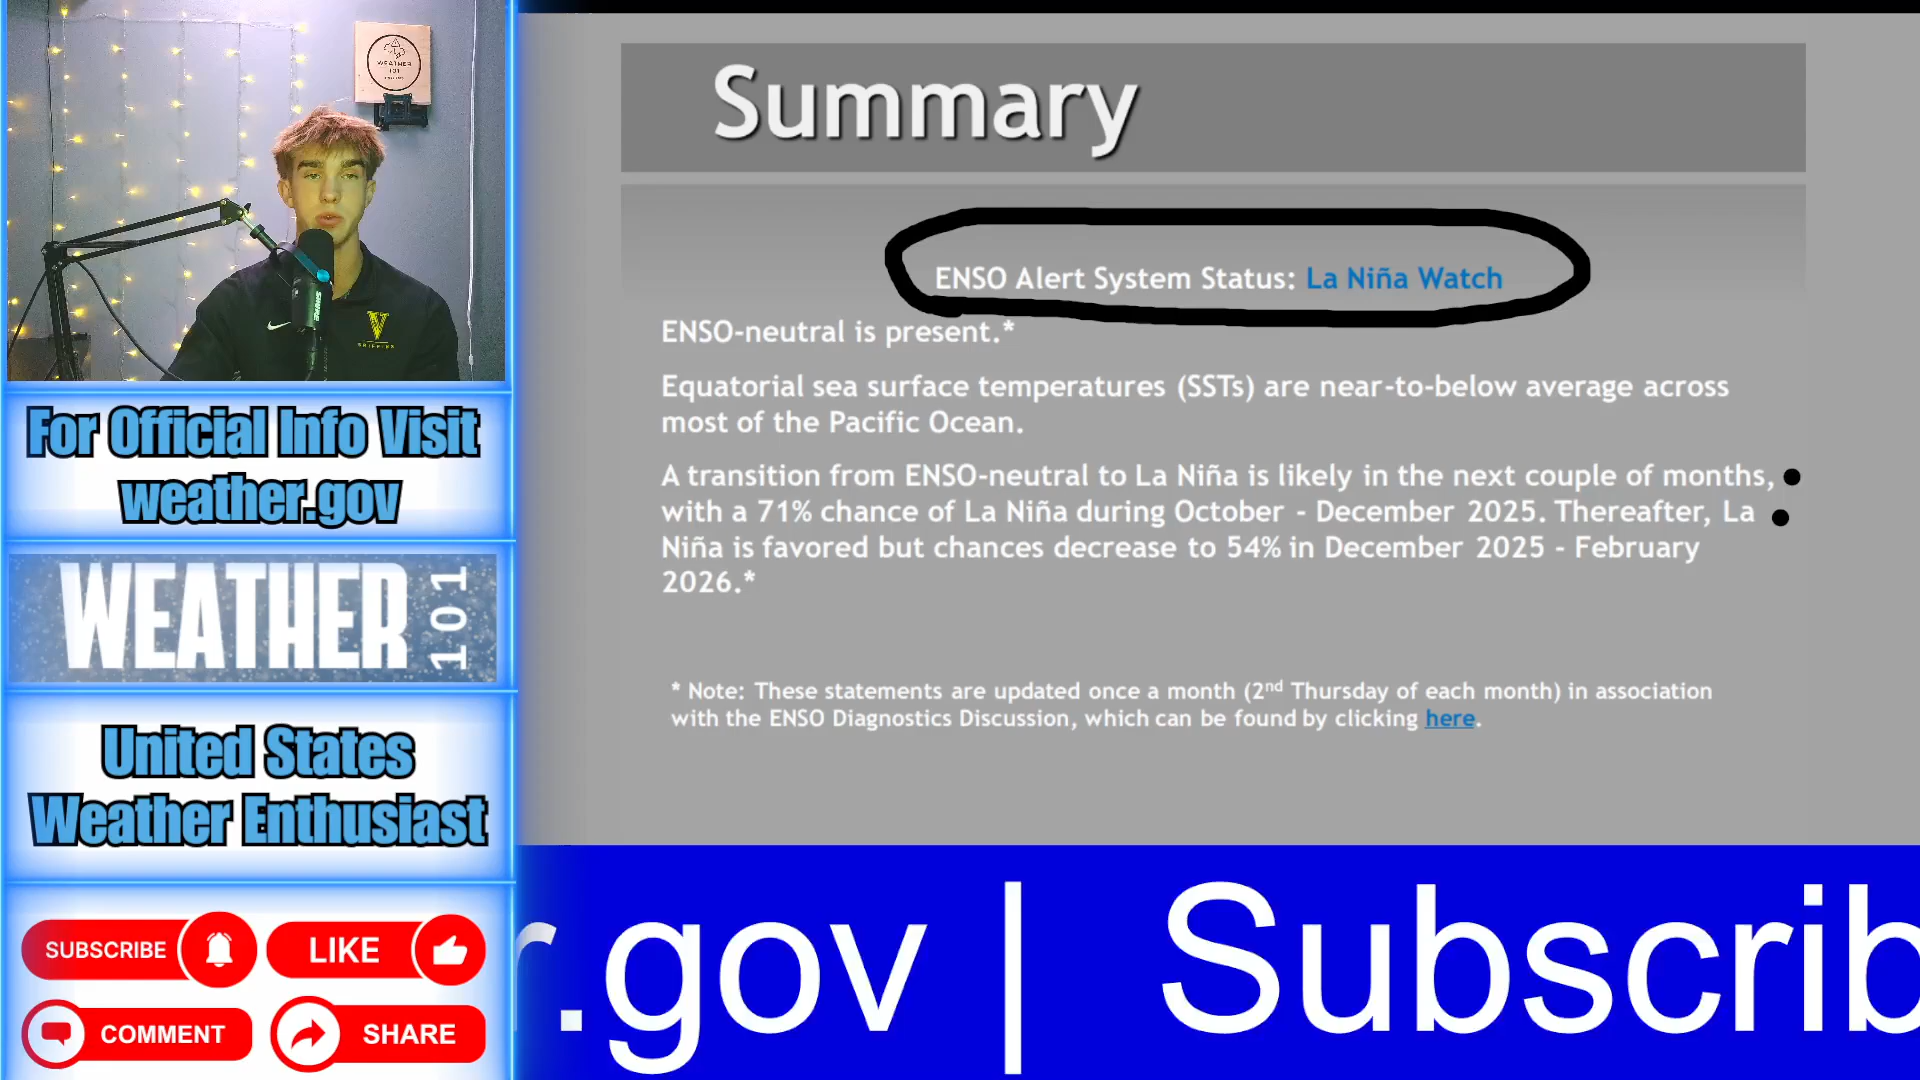 WEATHER
101
For Official Info Visit
weather.gov
WEATHER 101
United States
Weather Enthusiast
SUBSCRIBE
LIKE
COMMENT
SHARE
Summary
ENSO Alert System Status: La Niña Watch
ENSO-neutral is present.*
Equatorial sea surface temperatures (SSTs) are near-to-below average across
most of the Pacific Ocean.
A transition from ENSO-neutral to La Niña is likely in the next couple of months,
with a 71% chance of La Niña during October - December 2025. Thereafter, La
Niña is favored but chances decrease to 54% in December 2025 - February
2026.*
* Note: These statements are updated once a month (2nd Thursday of each month) in association
with the ENSO Diagnostics Discussion, which can be found by clicking here.
r.gov | Subscrib